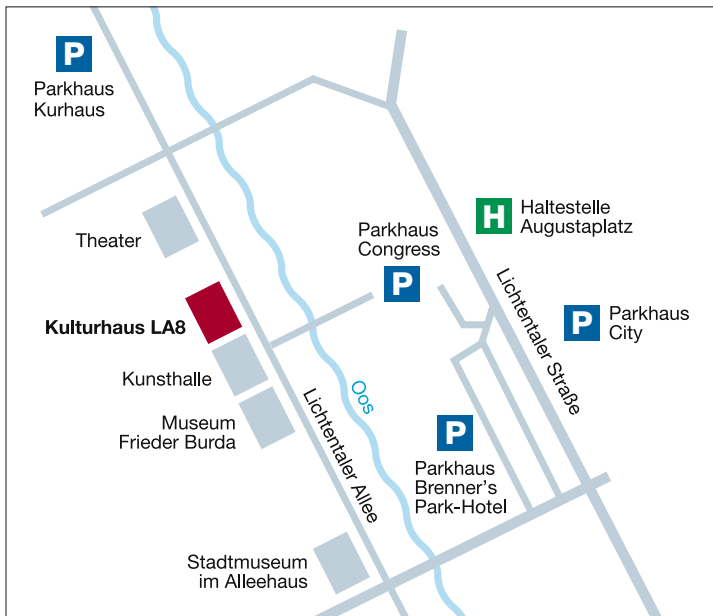 P
Parkhaus
Kurhaus
Theater
Kulturhaus LA8
Kunsthalle
Museum
Frieder Burda
Stadtmuseum
im Alleehaus
Lichtentaler Allee
Oos
Parkhaus
Congress
P
H
Haltestelle
Augustaplatz
Lichtentaler Straße
P
Parkhaus
City
P
Parkhaus
Brenner's
Park-Hotel